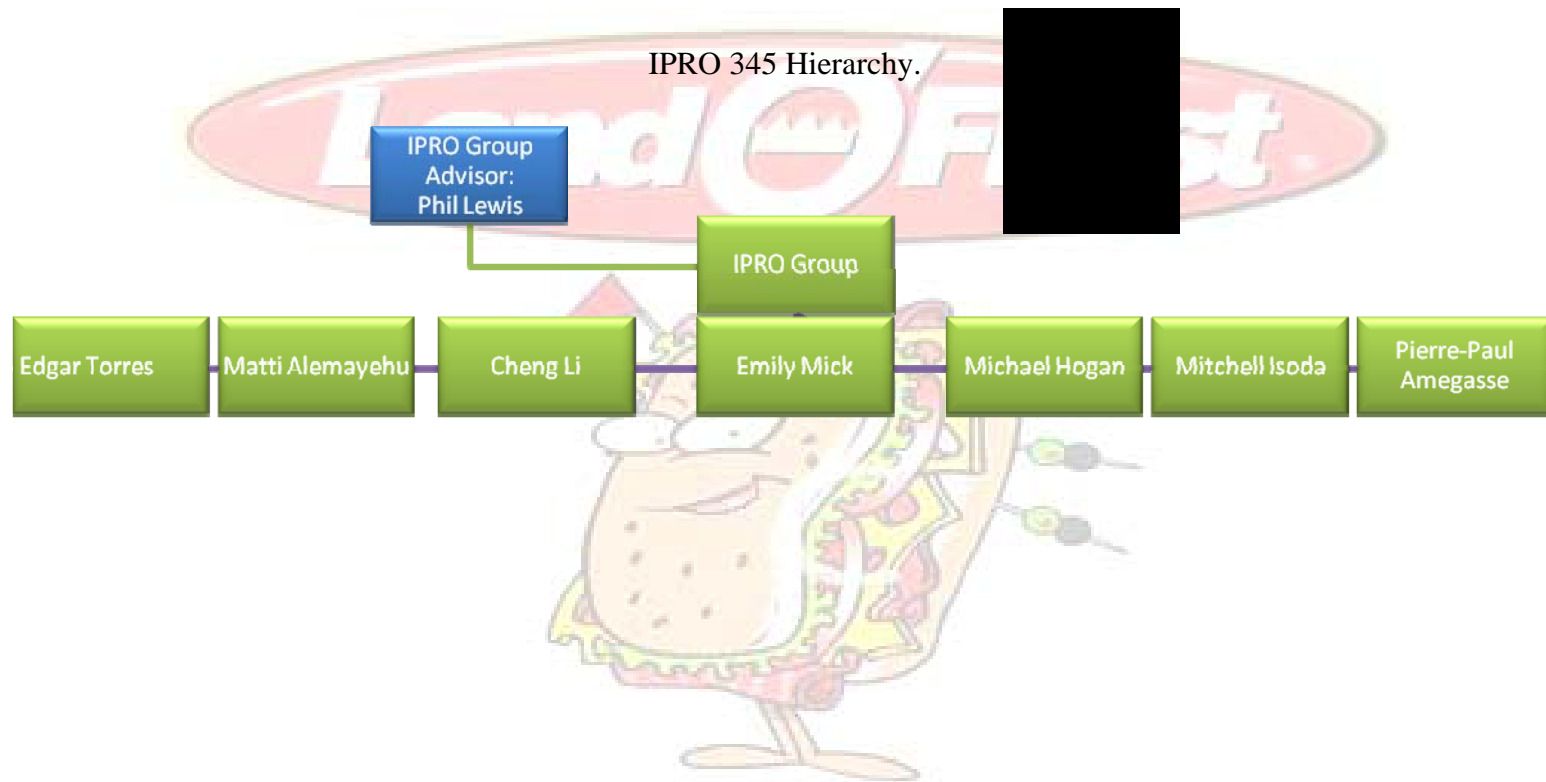 IPRO 345 Hierarchy.
Land O'
IPRO Group
Advisor:
Phil Lewis
IPRO Group
Edgar Torres
Matti Alemayehu
Cheng Li
Emily Mick
Michael Hogan
Mitchell Isoda
Pierre-Paul
Amegasse